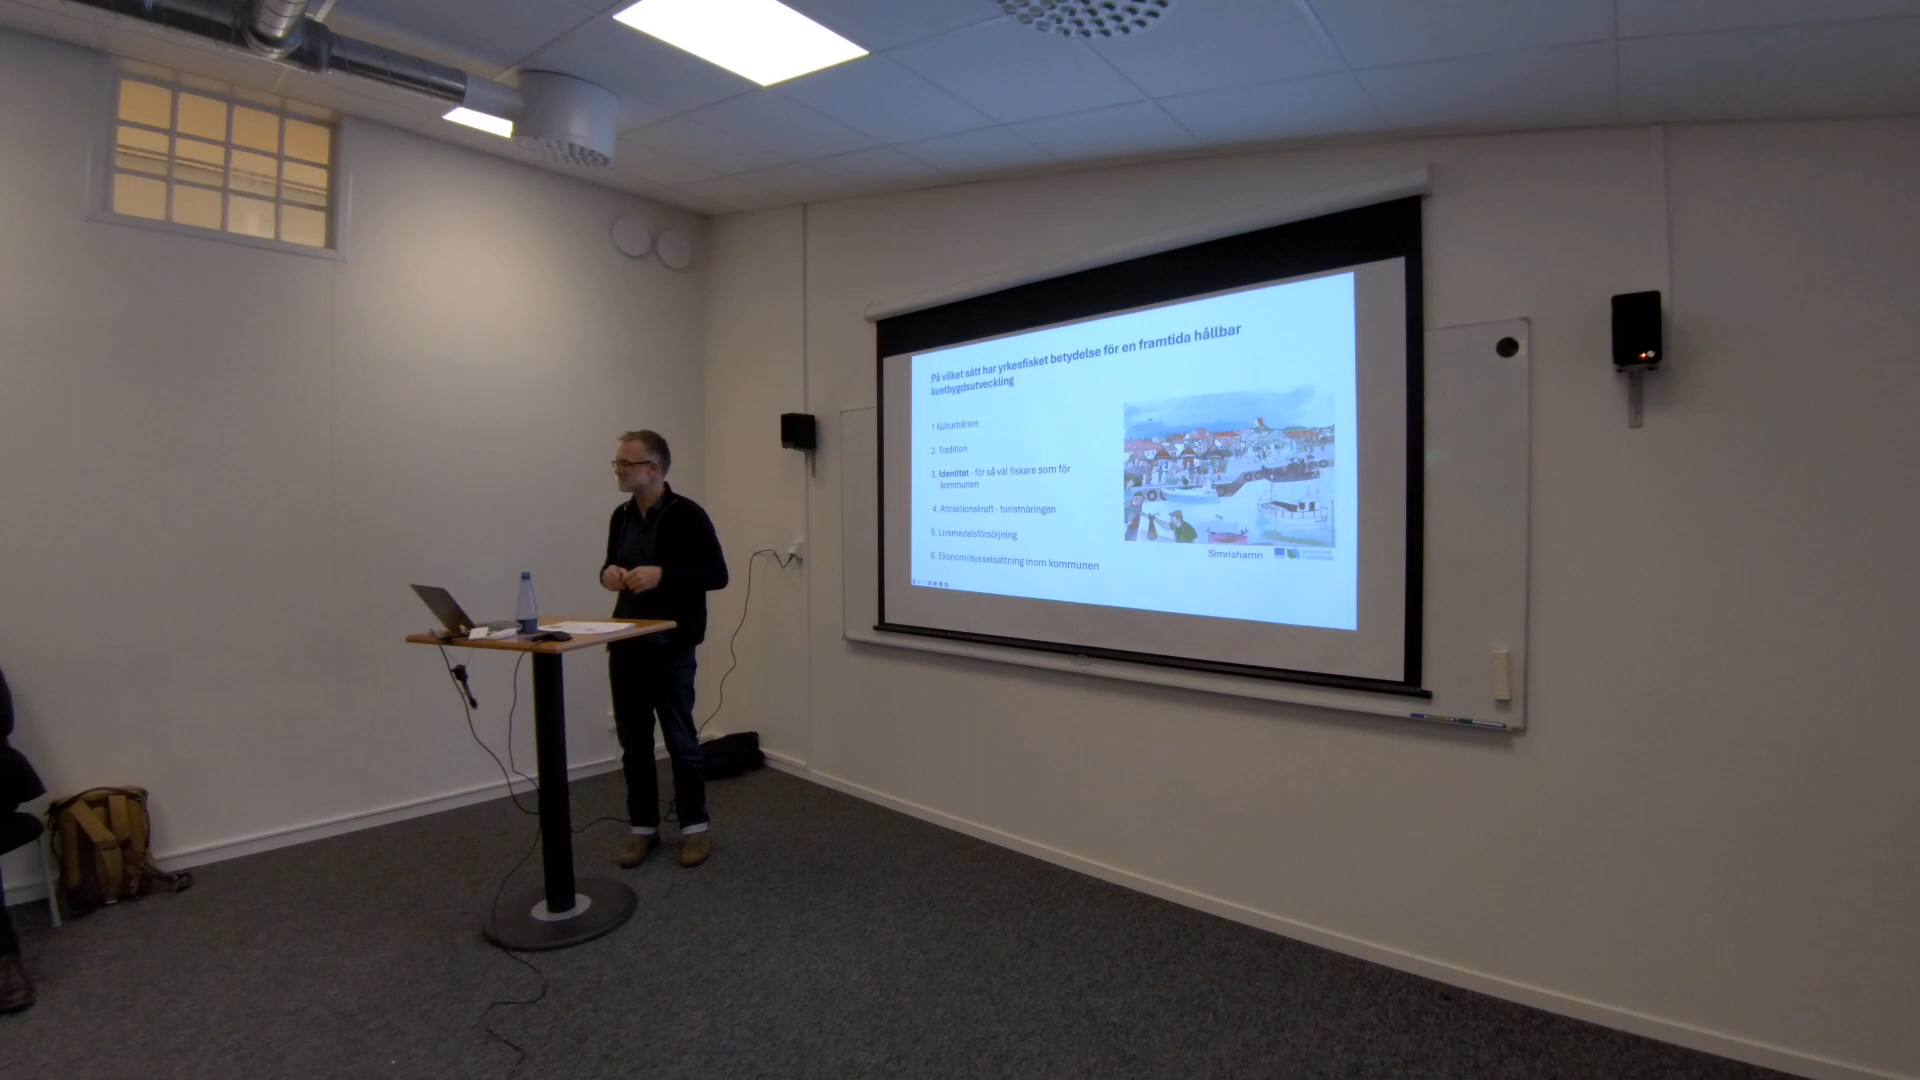 På vilket sätt har yrkesfisket betydelse för en framtida hållbar
kustbygdsutveckling
1 Kulturbärare
2. Tradition
3. Identitet - för så väl fiskare som för
kommunen
4. Attraktionskraft - turistnäringen
5. Livsmedelsförsörjning
6. Ekonomi/sysselsättning inom kommunen
Simrishamn